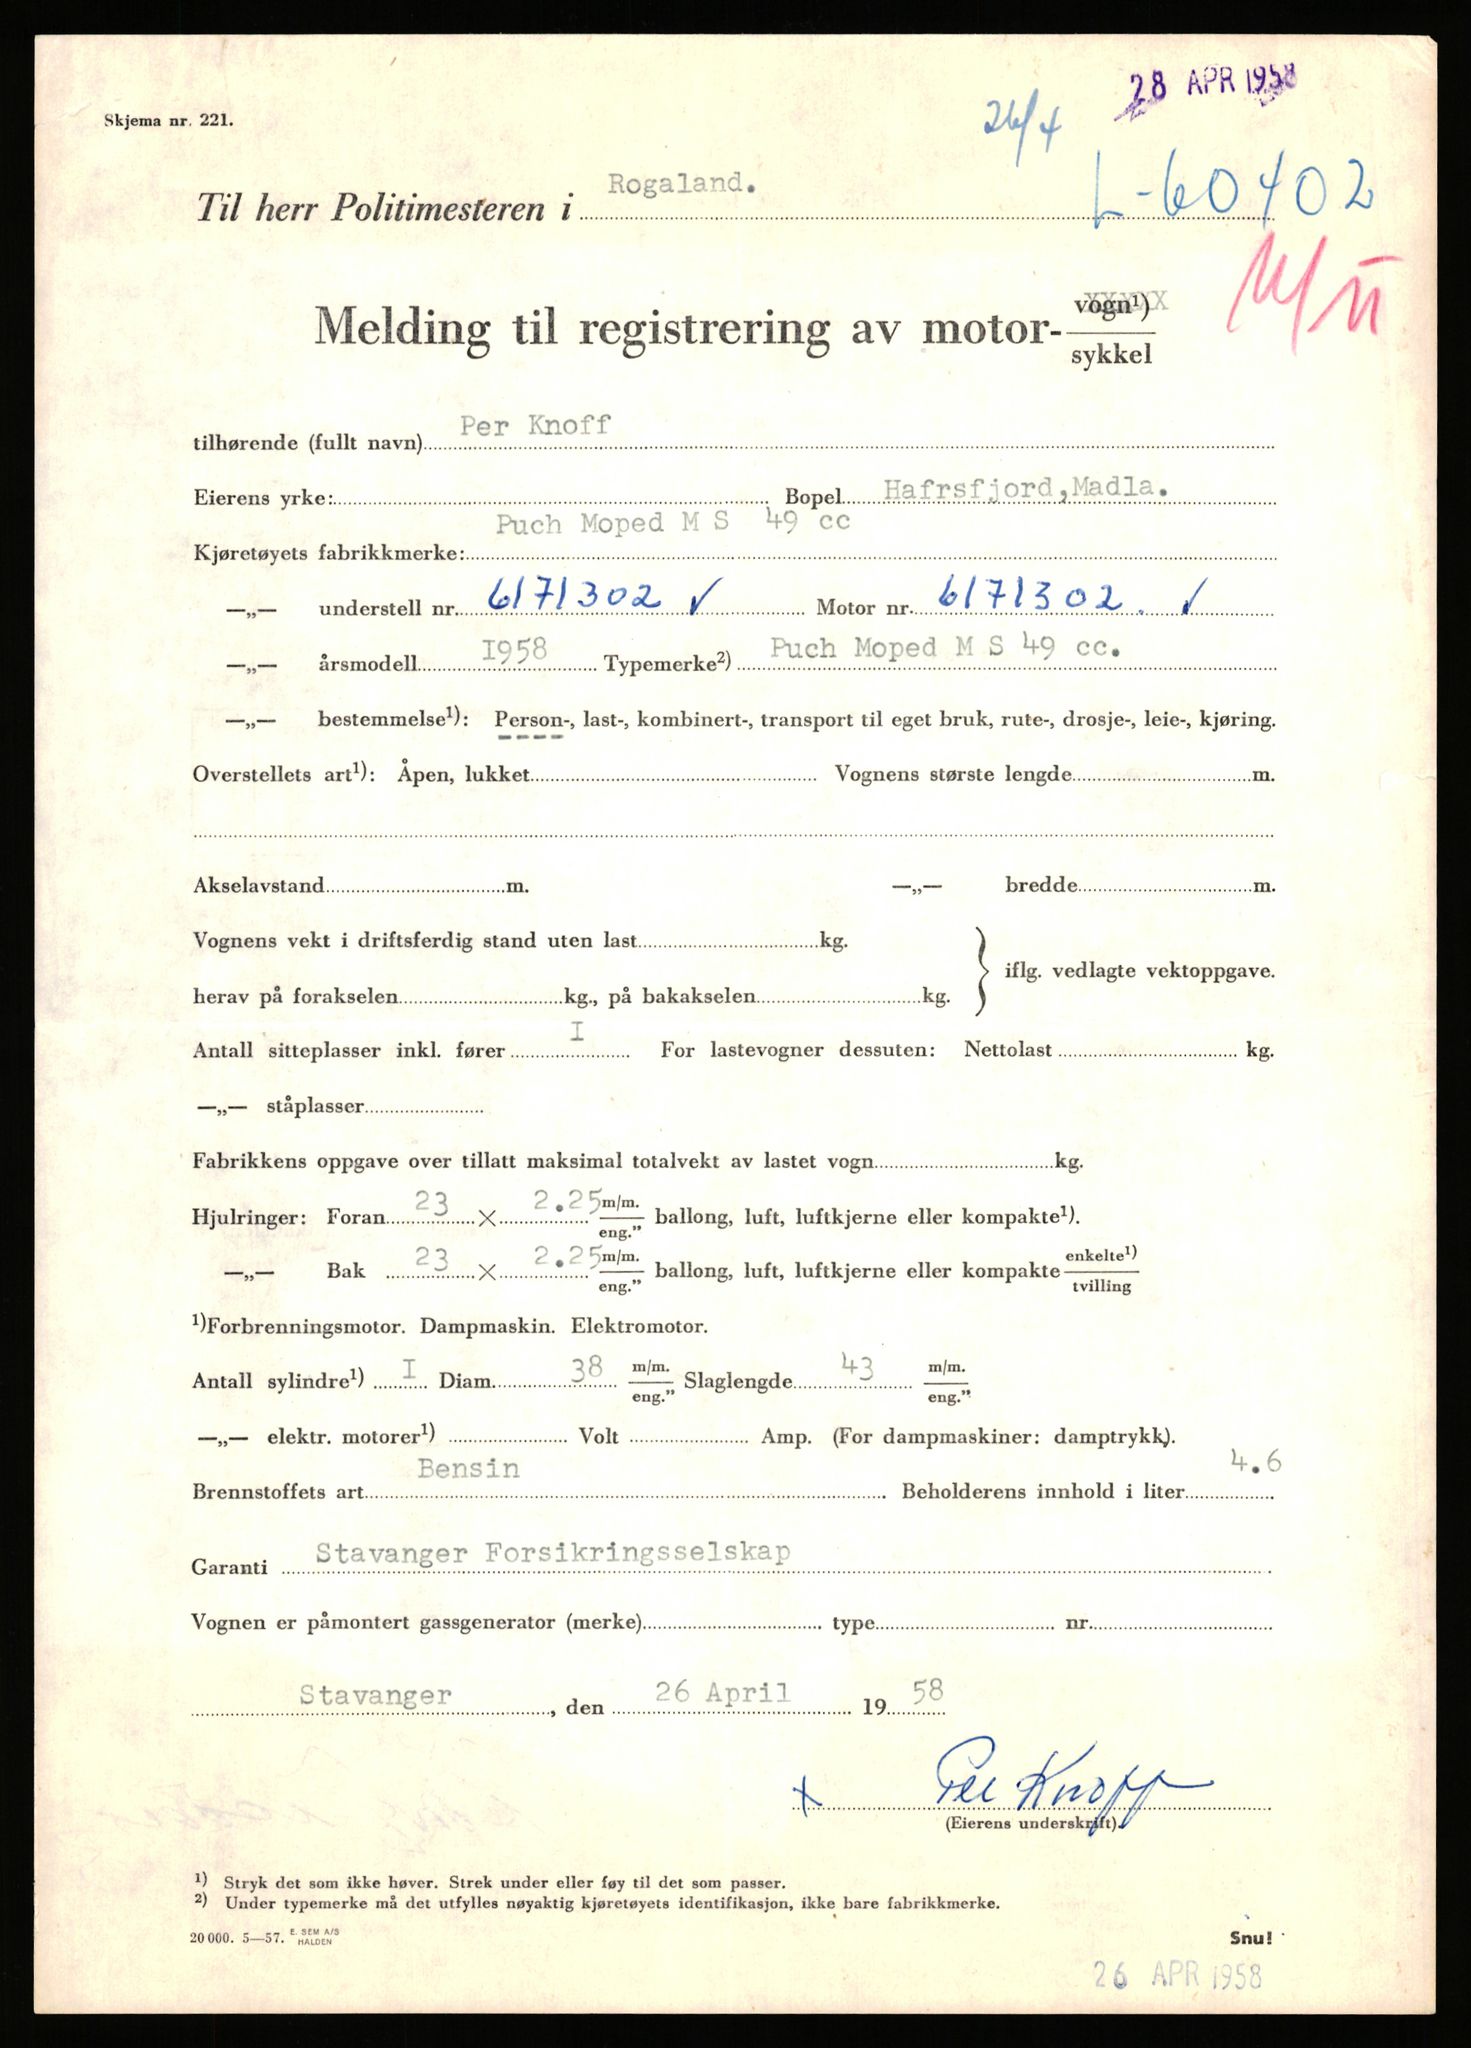 28 APR 1958
Skjema nr. 221.
26/4
Rogaland.
Til herr Politimesteren i
L-60402
Melding til registrering av motor- vogn¹)
XXXXX
sykkel
Per Knoff
tilhørende (fullt navn)
Eierens yrke: Bopel Hafrsfjord,Madla.
Puch Moped M S 49 cc
Kjøretøyets fabrikkmerke:
—„— understell nr. 6171302 ✓ Motor nr. 6171302. ✓
—„— årsmodell I958 Typemerke²) Puch Moped M S 49 cc.
—„— bestemmelse¹): Person-, last-, kombinert-, transport til eget bruk, rute-, drosje-, leie-, kjøring.
Overstellets art¹): Åpen, lukket Vognens største lengde m.
Akselavstand m. —„— bredde m.
Vognens vekt i driftsferdig stand uten last kg.
iflg. vedlagte vektoppgave.
herav på forakselen kg., på bakakselen kg.
Antall sitteplasser inkl. fører I For lastevogner dessuten: Nettolast kg.
—„— ståplasser
Fabrikkens oppgave over tillatt maksimal totalvekt av lastet vogn kg.
Hjulringer: Foran 23 × 2.25 m/m. eng.” ballong, luft, luftkjerne eller kompakte¹).
—„— Bak 23 × 2.25 m/m. eng.” ballong, luft, luftkjerne eller kompakte enkelte¹) tvilling
¹)Forbrenningsmotor. Dampmaskin. Elektromotor.
Antall sylindre¹) I Diam. 38 m/m. eng.” Slaglengde 43 m/m. eng.”
—„— elektr. motorer¹) Volt Amp. (For dampmaskiner: damptrykk).
Brennstoffets art Bensin Beholderens innhold i liter 4.6
Garanti Stavanger Forsikringsselskap
Vognen er påmontert gassgenerator (merke) type nr.
Stavanger, den 26 April 19 58
x Per Knoff
(Eierens underskrift).
¹) Stryk det som ikke høver. Strek under eller føy til det som passer.
²) Under typemerke må det utfylles nøyaktig kjøretøyets identifikasjon, ikke bare fabrikkmerke.
20 000. 5—57. E. SEM A/S HALDEN
Snu!
26 APR 1958